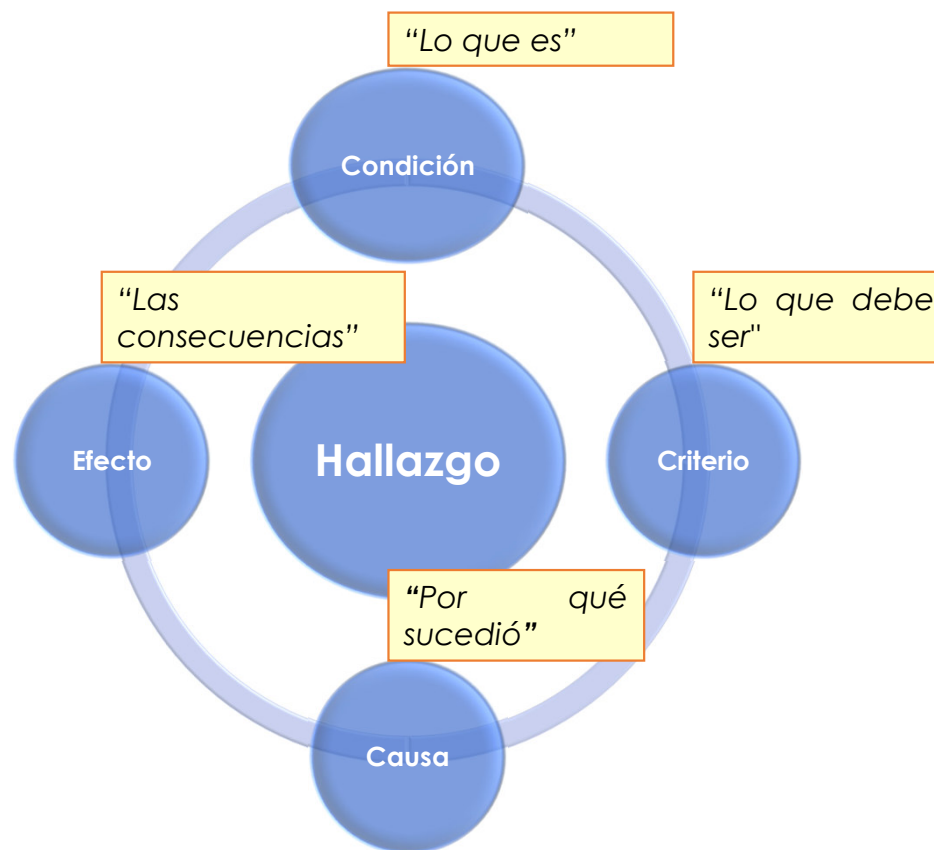 “Lo que es”
Condición
“Las
consecuencias”
“Lo que debe
ser"
Efecto
Hallazgo
Criterio
“Por qué
sucedió”
Causa